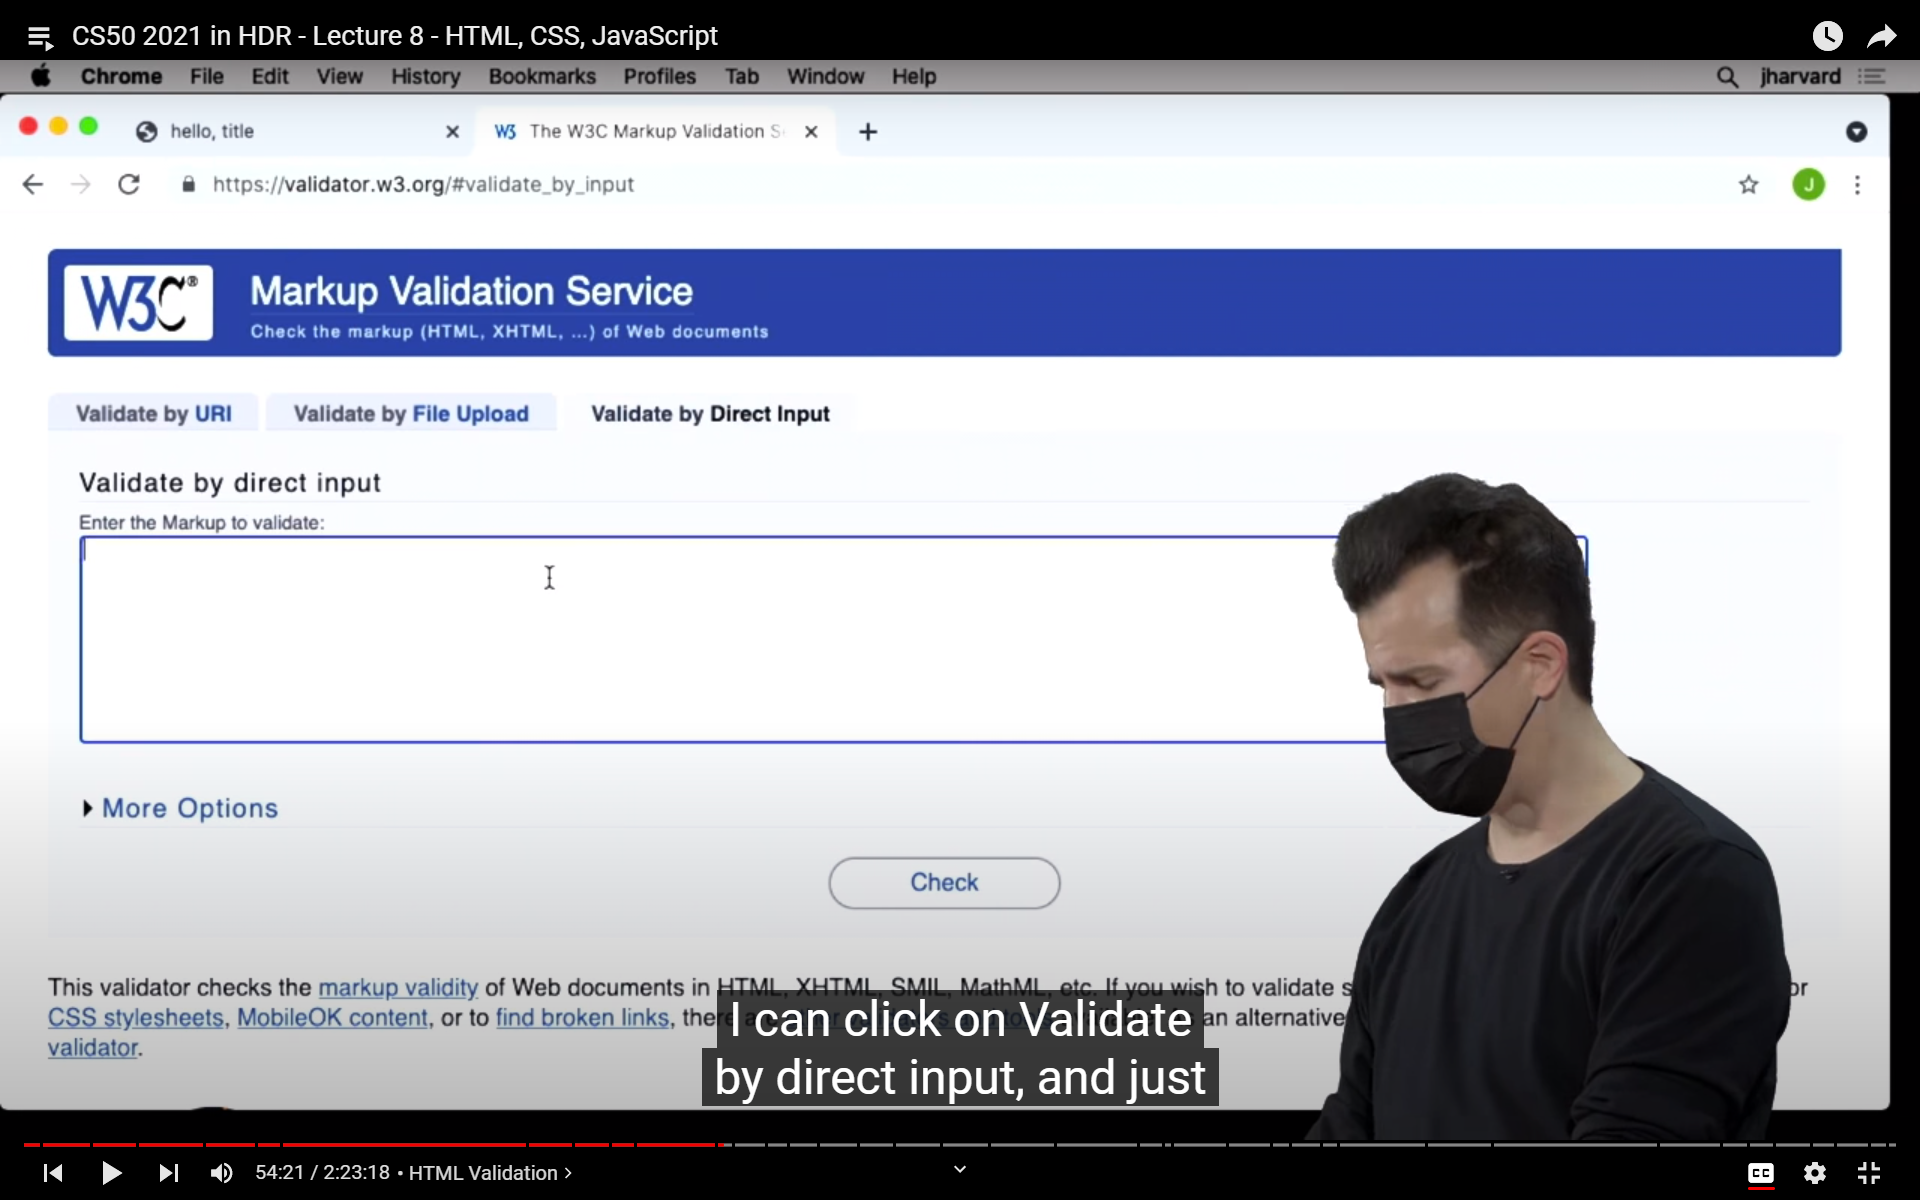 CS50 2021 in HDR - Lecture 8 - HTML, CSS, JavaScript
Chrome File Edit View History Bookmarks Profiles Tab Window Help jharvard
hello, title The W3C Markup Validation S
https://validator.w3.org/#validate_by_input J
W3C® Markup Validation Service
Check the markup (HTML, XHTML, ...) of Web documents
Validate by URI Validate by File Upload Validate by Direct Input
Validate by direct input
Enter the Markup to validate:
More Options
Check
This validator checks the markup validity of Web documents in HTML, XHTML, SMIL, MathML, etc. If you wish to validate s or
CSS stylesheets, MobileOK content, or to find broken links, an alternative
validator.
I can click on Validate
by direct input, and just
54:21 / 2:23:18 • HTML Validation ›
CC